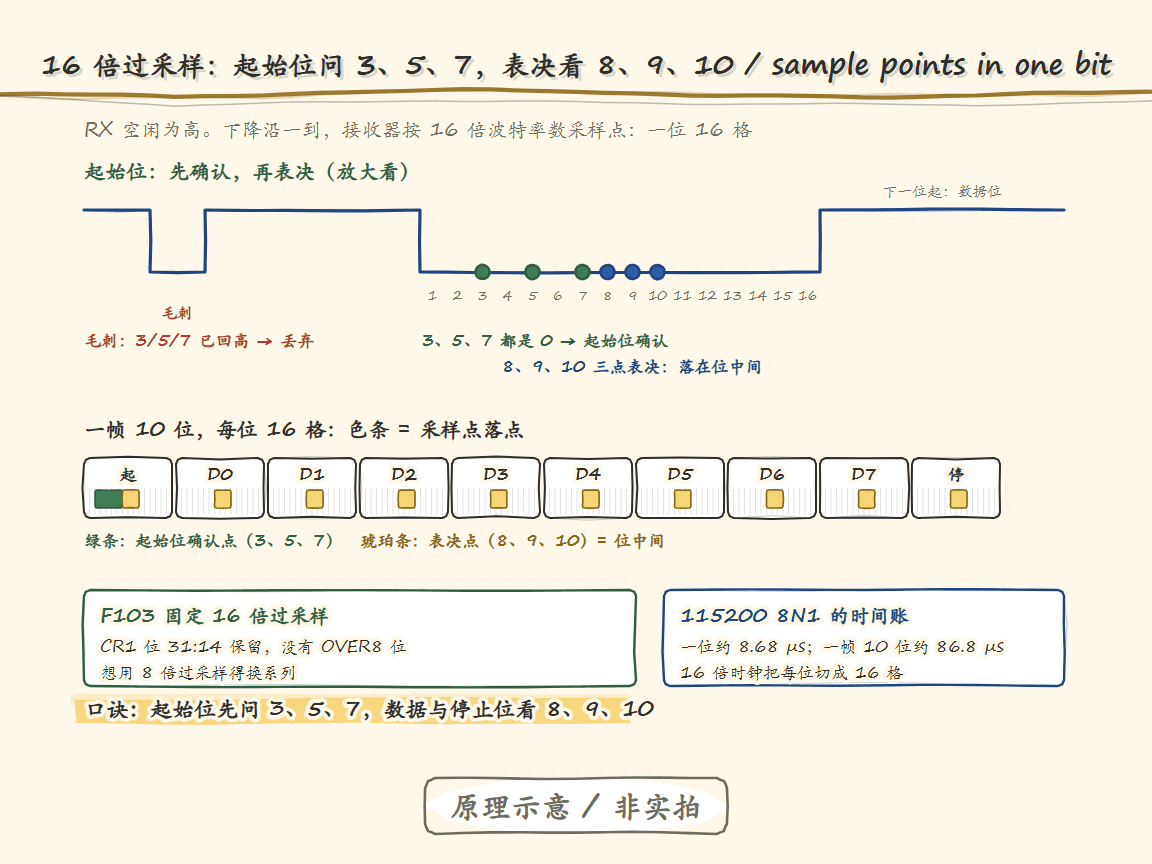 16 倍过采样：起始位问 3、5、7，表决看 8、9、10 / sample points in one bit
RX 空闲为高。下降沿一到，接收器按 16 倍波特率数采样点：一位 16 格
起始位：先确认，再表决（放大看）
下一位起：数据位
1 2 3 4 5 6 7 8 9 10 11 12 13 14 15 16
毛刺
毛刺：3/5/7 已回高 → 丢弃
3、5、7 都是 0 → 起始位确认
8、9、10 三点表决：落在位中间
一帧 10 位，每位 16 格：色条 = 采样点落点
起 D0 D1 D2 D3 D4 D5 D6 D7 停
绿条：起始位确认点（3、5、7）
琥珀条：表决点（8、9、10）= 位中间
F103 固定 16 倍过采样
CR1 位 31:14 保留，没有 OVER8 位
想用 8 倍过采样得换系列
115200 8N1 的时间账
一位约 8.68 µs；一帧 10 位约 86.8 µs
16 倍时钟把每位切成 16 格
口诀：起始位先问 3、5、7，数据与停止位看 8、9、10
原理示意 / 非实拍